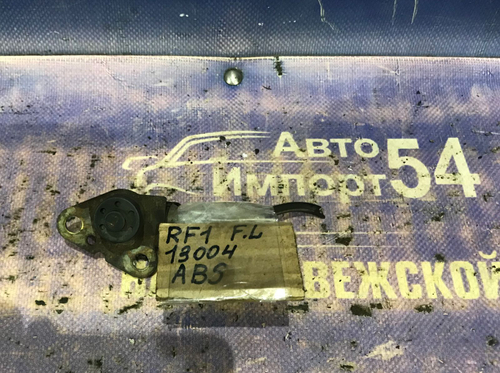 Авто
Импорт54
RF1 F.L
13004
ABS
ВЕЖСКОЙ